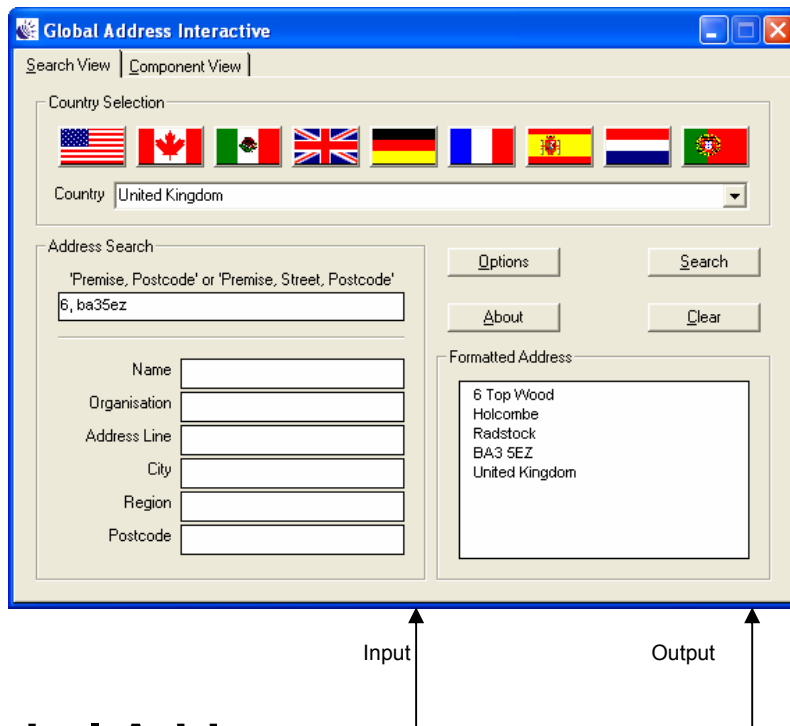 Global Address Interactive
Search View Component View
Country Selection
Country United Kingdom
Address Search
'Premise, Postcode' or 'Premise, Street, Postcode'
6, ba35ez
Options Search
About Clear
Name
Organisation
Address Line
City
Region
Postcode
Formatted Address
6 Top Wood
Holcombe
Radstock
BA3 5EZ
United Kingdom
Input Output